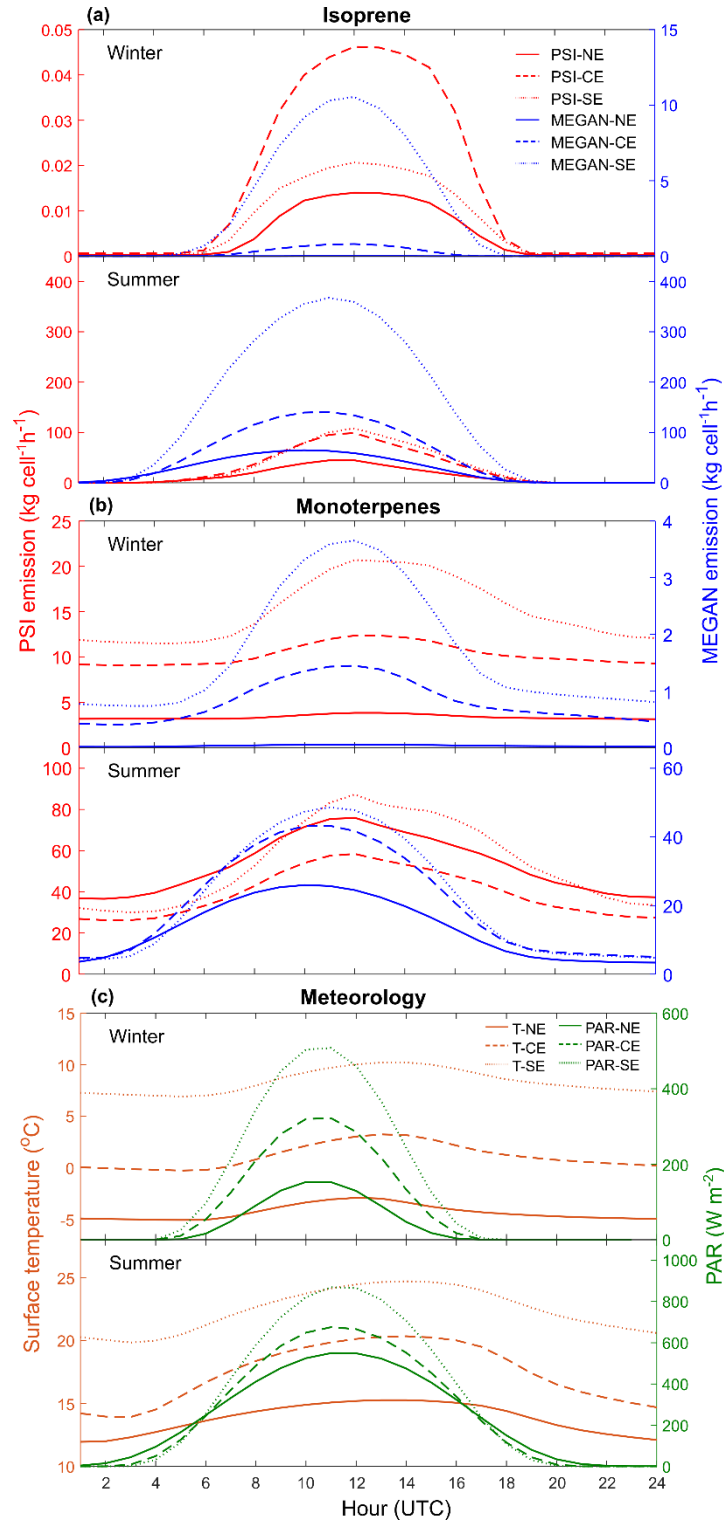 (a) Isoprene
Winter
0.05
0.04
0.03
0.02
0.01
0
15
10
5
0
PSI-NE
PSI-CE
PSI-SE
MEGAN-NE
MEGAN-CE
MEGAN-SE
Summer
400
300
200
100
0
400
300
200
100
0
PSI emission (kg cell⁻¹h⁻¹)
MEGAN emission (kg cell⁻¹h⁻¹)
(b) Monoterpenes
Winter
25
20
15
10
5
0
4
3
2
1
0
Summer
100
80
60
40
20
0
60
40
20
0
(c) Meteorology
Winter
15
10
5
0
-5
T-NE PAR-NE
T-CE PAR-CE
T-SE PAR-SE
600
400
200
0
Summer
25
20
15
10
1000
800
600
400
200
0
Surface temperature (°C)
PAR (W m⁻²)
2 4 6 8 10 12 14 16 18 20 22 24
Hour (UTC)